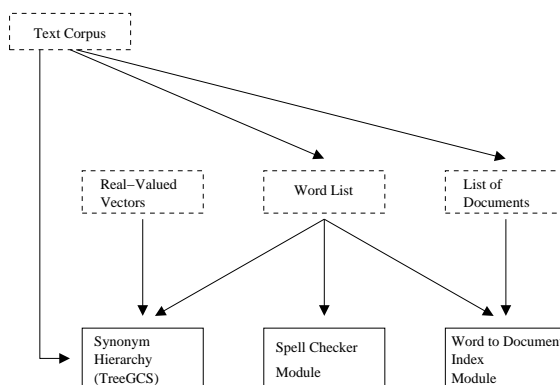 Text Corpus
Real–Valued
Vectors
Word List
List of
Documents
Synonym
Hierarchy
(TreeGCS)
Spell Checker
Module
Word to Document
Index
Module